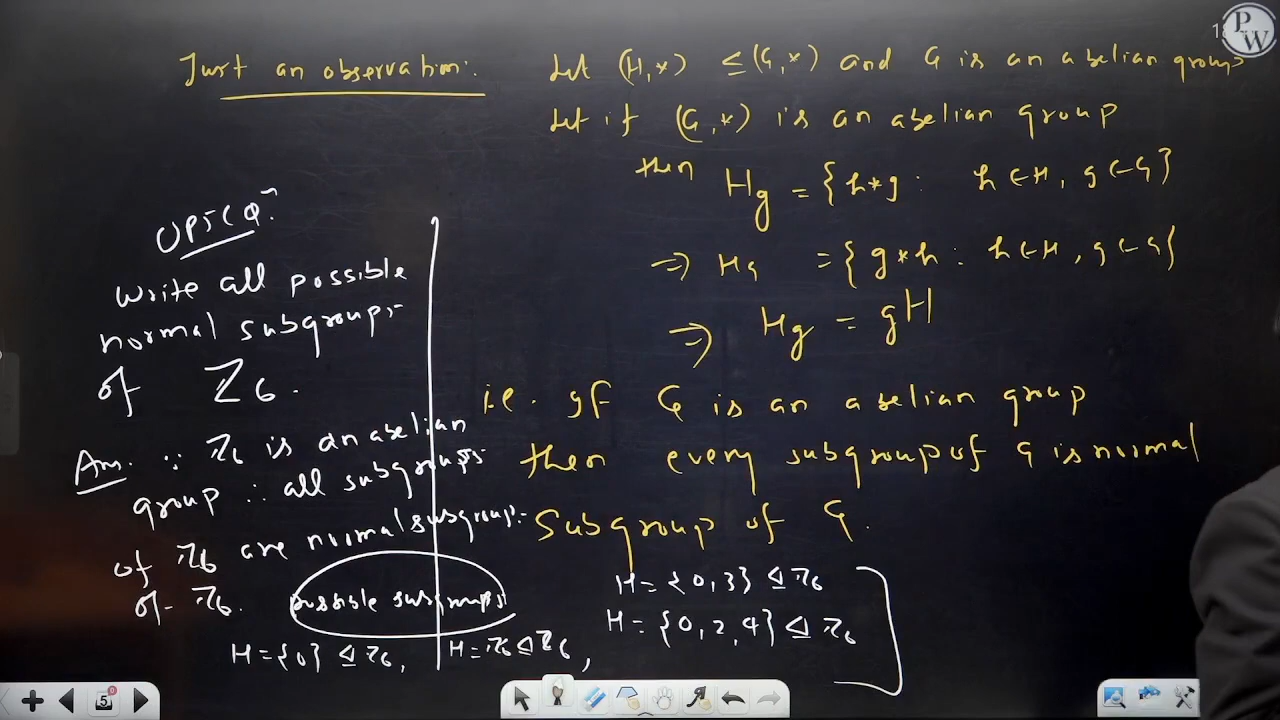 Just an observation:
Let (H,*) ≤ (G,*) and G is an abelian group
Let if (G,*) is an abelian group
then Hg = {h*g : h∈H, g∈G}
⇒ Hg = {g*h : h∈H, g∈G}
⇒ Hg = gH
i.e. gf G is an abelian group
then every subgroup of G is normal
Subgroup of G.
UPSC Q:
Write all possible
normal subgroups
of Z6.
Ans. ∵ Z6 is an abelian
group ∴ all subgroups
of Z6 are normal subgroups
of Z6. possible subgroups
H={0} ⊴ Z6, H=Z6⊴Z6,
H={0,3} ⊴ Z6
H={0,2,4} ⊴ Z6
PW
5